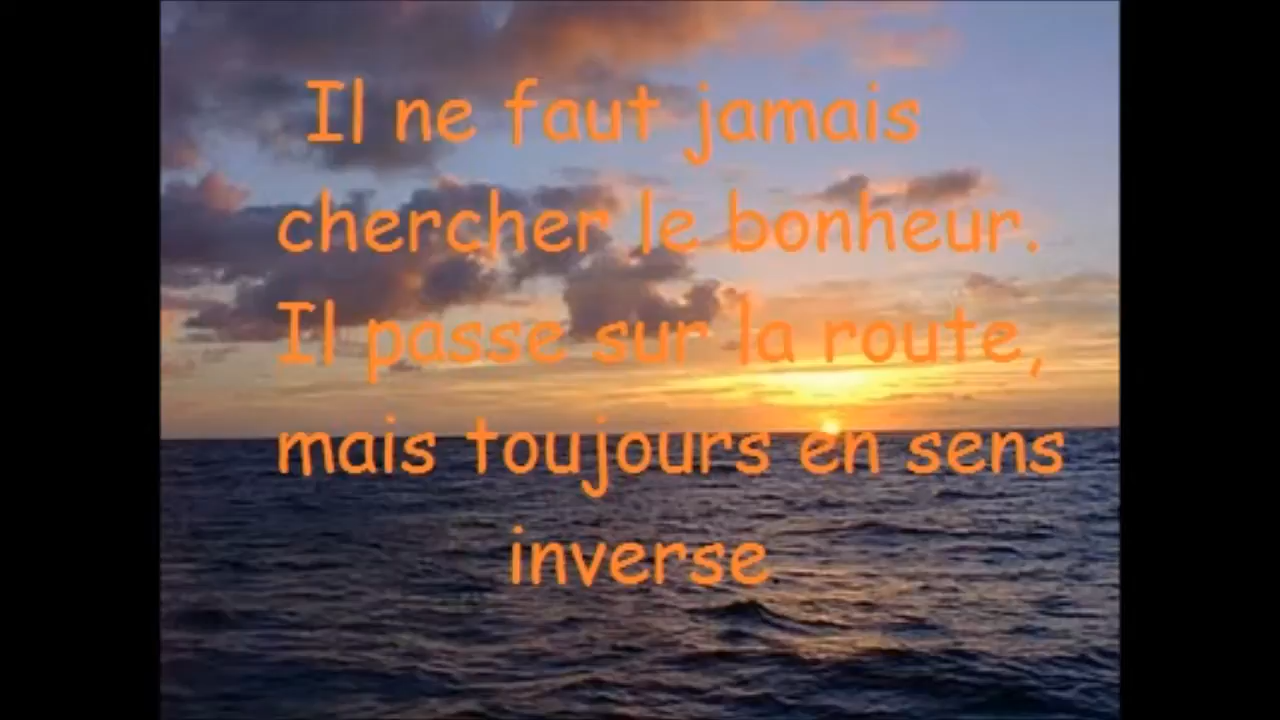 Il ne faut jamais
chercher le bonheur.
Il passe sur la route,
mais toujours en sens
inverse